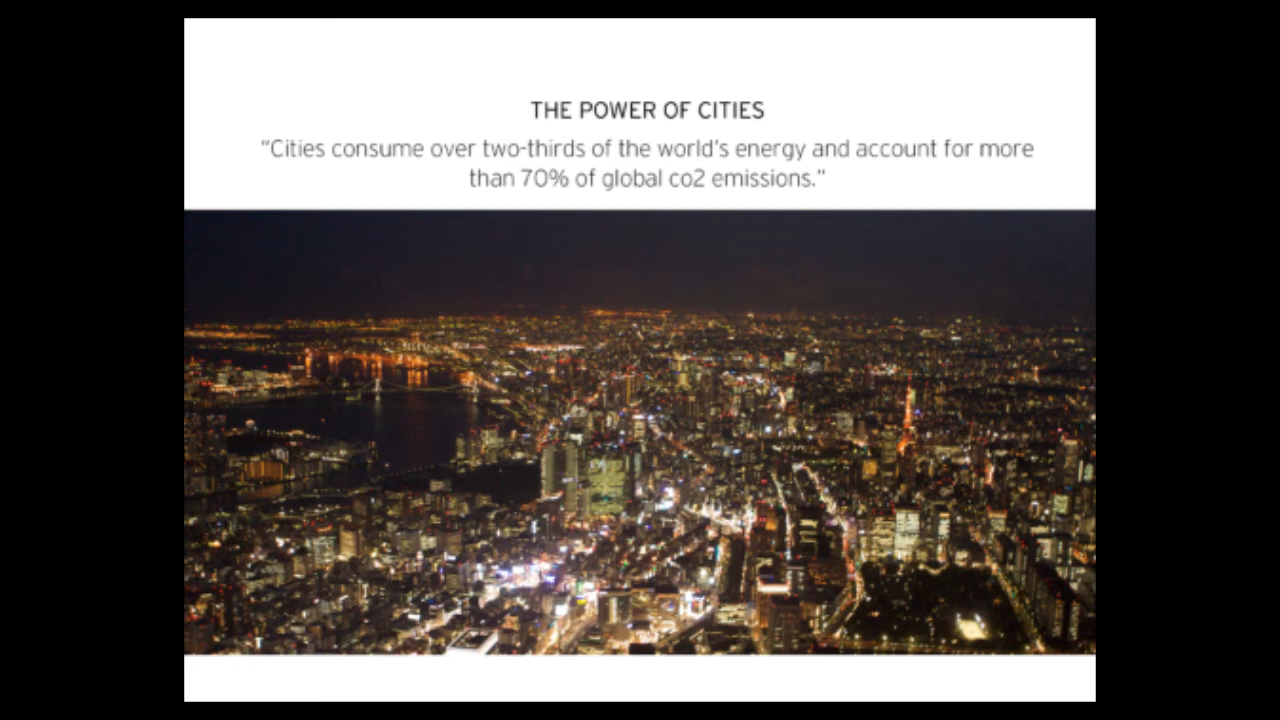 THE POWER OF CITIES
“Cities consume over two-thirds of the world’s energy and account for more
than 70% of global co2 emissions.”